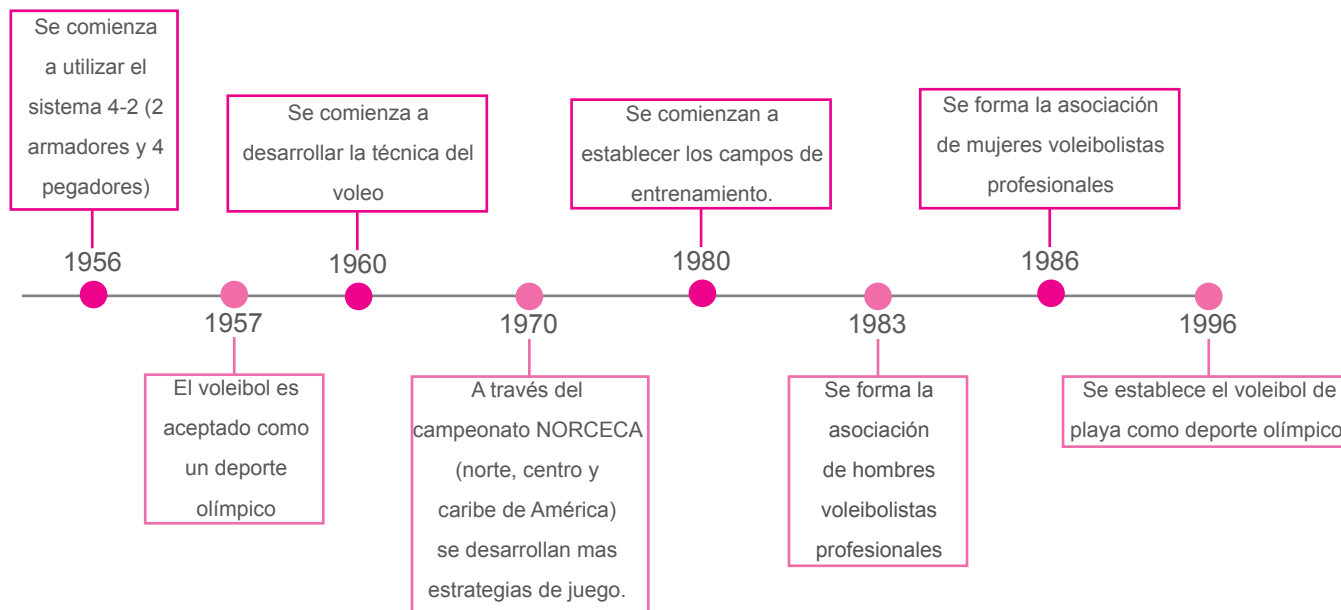 Se comienza
a utilizar el
sistema 4-2 (2
armadores y 4
pegadores)
1956
1957
El voleibol es
aceptado como
un deporte
olímpico
Se comienza a
desarrollar la técnica del
voleo
1960
1970
A través del
campeonato NORCECA
(norte, centro y
caribe de América)
se desarrollan mas
estrategias de juego.
Se comienzan a
establecer los campos de
entrenamiento.
1980
1983
Se forma la
asociación
de hombres
voleibolistas
profesionales
Se forma la asociación
de mujeres voleibolistas
profesionales
1986
1996
Se establece el voleibol de
playa como deporte olímpico